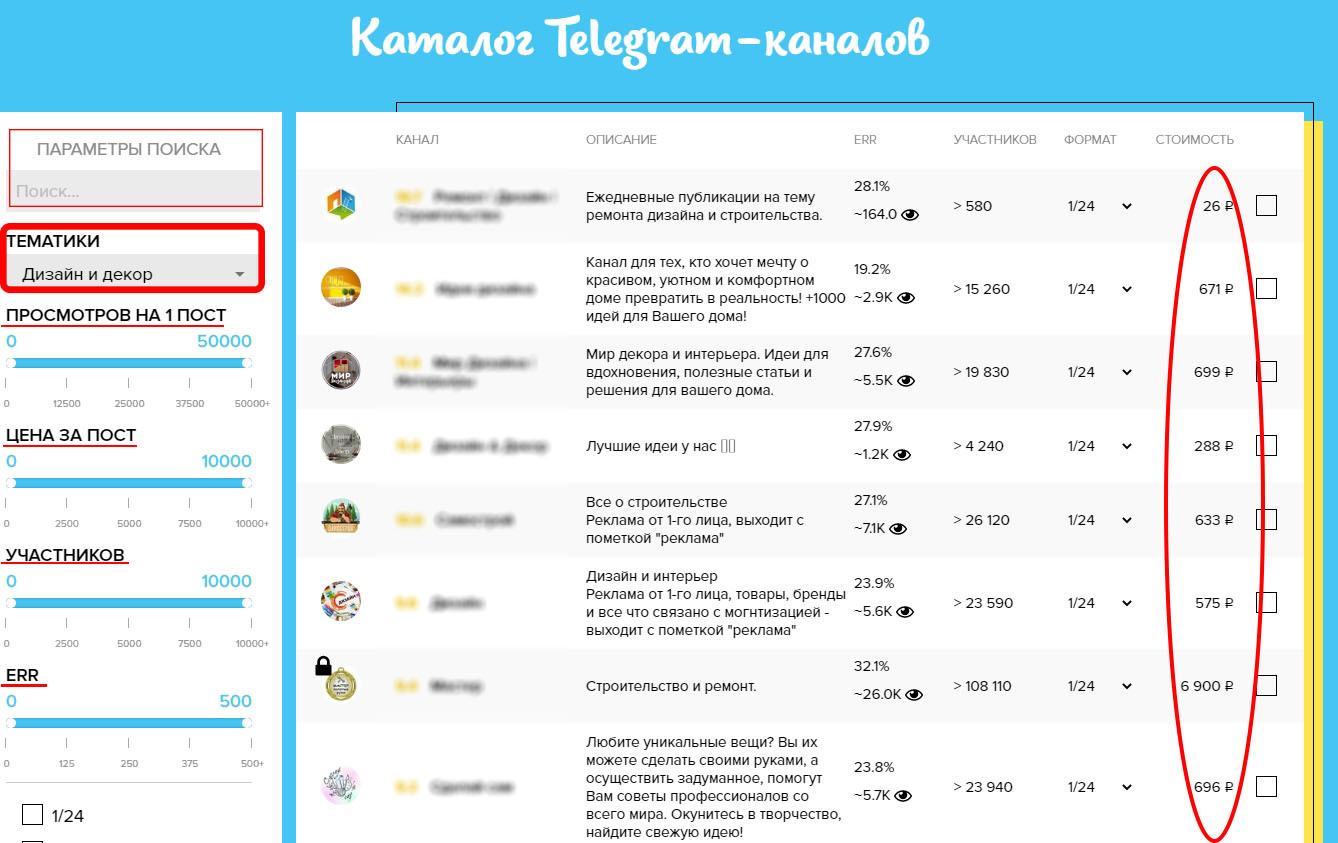 Каталог Telegram-каналов
ПАРАМЕТРЫ ПОИСКА
Поиск...
ТЕМАТИКИ
Дизайн и декор
ПРОСМОТРОВ НА 1 ПОСТ
0 50000
0 12500 25000 37500 50000+
ЦЕНА ЗА ПОСТ
0 10000
0 2500 5000 7500 10000+
УЧАСТНИКОВ
0 10000
0 2500 5000 7500 10000+
ERR
0 500
0 125 250 375 500+
1/24
КАНАЛ ОПИСАНИЕ ERR УЧАСТНИКОВ ФОРМАТ СТОИМОСТЬ
Ежедневные публикации на тему
ремонта дизайна и строительства.
28.1%
~164.0
> 580 1/24 26 ₽
Канал для тех, кто хочет мечту о
красивом, уютном и комфортном
доме превратить в реальность! +1000
идей для Вашего дома!
19.2%
~2.9K
> 15 260 1/24 671 ₽
МИР
Мир декора и интерьера. Идеи для
вдохновения, полезные статьи и
решения для вашего дома.
27.6%
~5.5K
> 19 830 1/24 699 ₽
Лучшие идеи у нас
27.9%
~1.2K
> 4 240 1/24 288 ₽
Все о строительстве
Реклама от 1-го лица, выходит с
пометкой "реклама"
27.1%
~7.1K
> 26 120 1/24 633 ₽
Дизайн и интерьер
Реклама от 1-го лица, товары, бренды
и все что связано с могнтизацией -
выходит с пометкой "реклама"
23.9%
~5.6K
> 23 590 1/24 575 ₽
Строительство и ремонт.
32.1%
~26.0K
> 108 110 1/24 6 900 ₽
Любите уникальные вещи? Вы их
можете сделать своими руками, а
осуществить задуманное, помогут
Вам советы профессионалов со
всего мира. Окунитесь в творчество,
найдите свежую идею!
23.8%
~5.7K
> 23 940 1/24 696 ₽